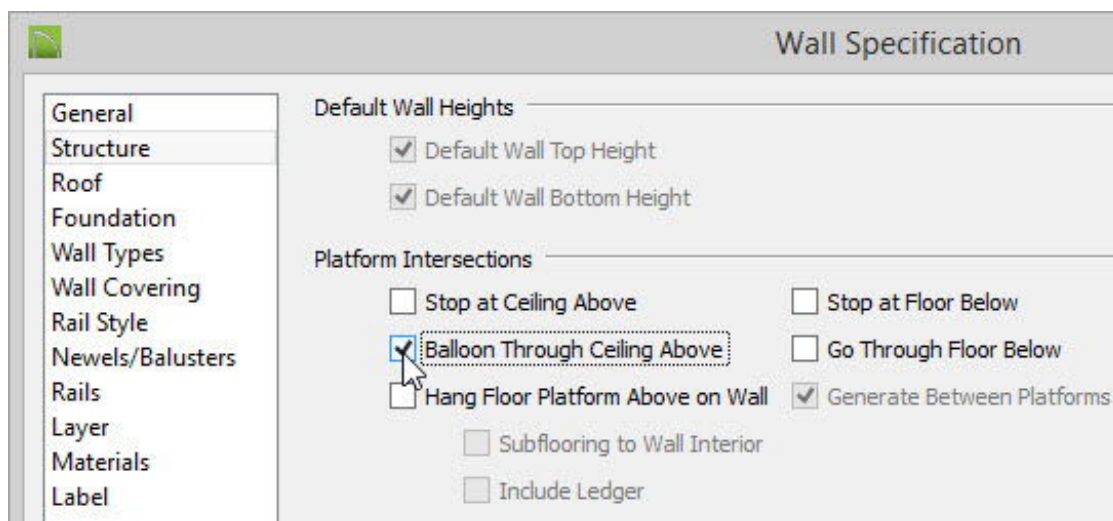 Wall Specification
General
Structure
Roof
Foundation
Wall Types
Wall Covering
Rail Style
Newels/Balusters
Rails
Layer
Materials
Label
Default Wall Heights
Default Wall Top Height
Default Wall Bottom Height
Platform Intersections
Stop at Ceiling Above
Stop at Floor Below
Balloon Through Ceiling Above
Go Through Floor Below
Hang Floor Platform Above on Wall
Generate Between Platforms
Subflooring to Wall Interior
Include Ledger